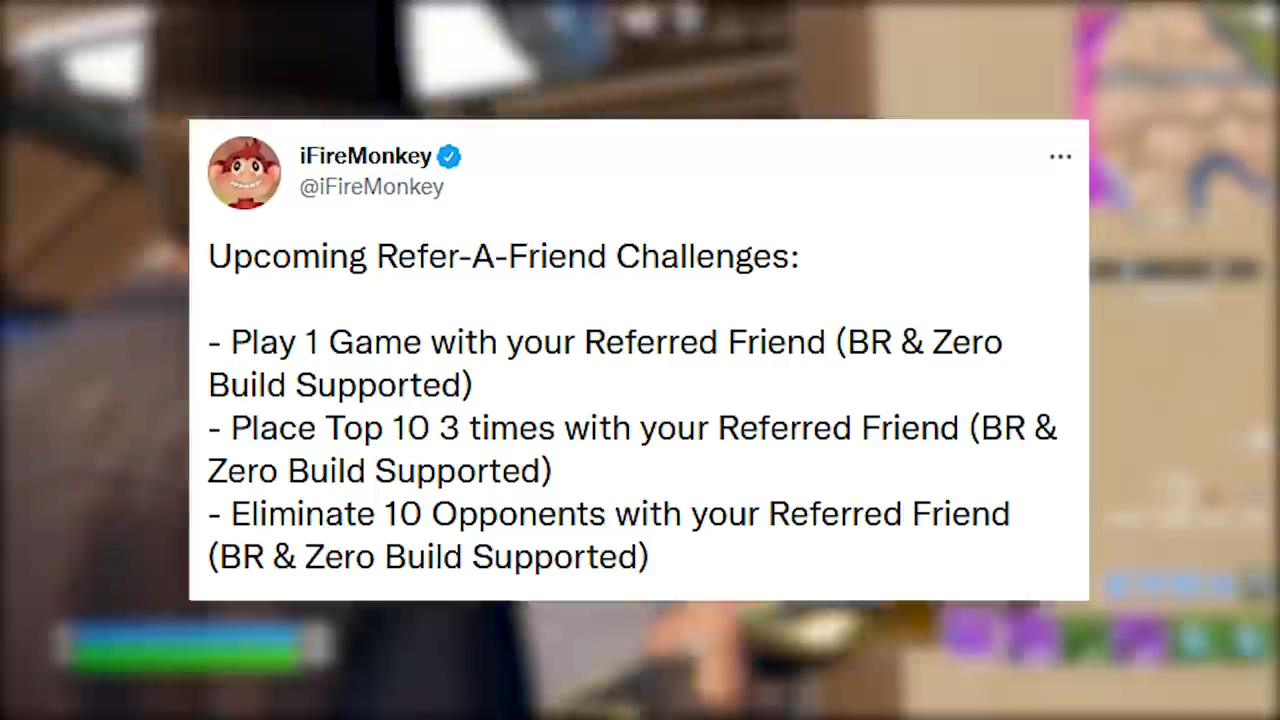 iFireMonkey
@iFireMonkey
Upcoming Refer-A-Friend Challenges:
- Play 1 Game with your Referred Friend (BR & Zero
Build Supported)
- Place Top 10 3 times with your Referred Friend (BR &
Zero Build Supported)
- Eliminate 10 Opponents with your Referred Friend
(BR & Zero Build Supported)